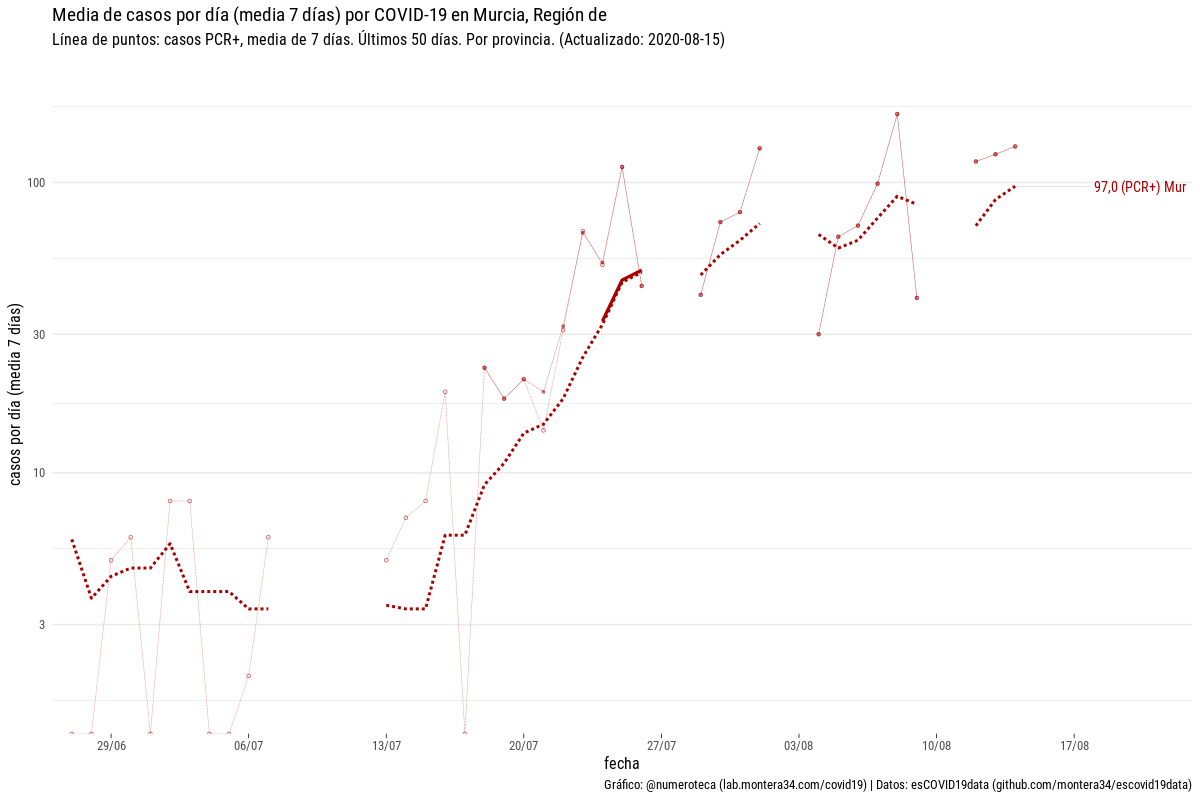 Media de casos por día (media 7 días) por COVID-19 en Murcia, Región de
Línea de puntos: casos PCR+, media de 7 días. Últimos 50 días. Por provincia. (Actualizado: 2020-08-15)
casos por día (media 7 días)
100
30
10
3
97,0 (PCR+) Mur
29/06
06/07
13/07
20/07
27/07
03/08
10/08
17/08
fecha
Gráfico: @numeroteca (lab.montera34.com/covid19) | Datos: esCOVID19data (github.com/montera34/escovid19data)